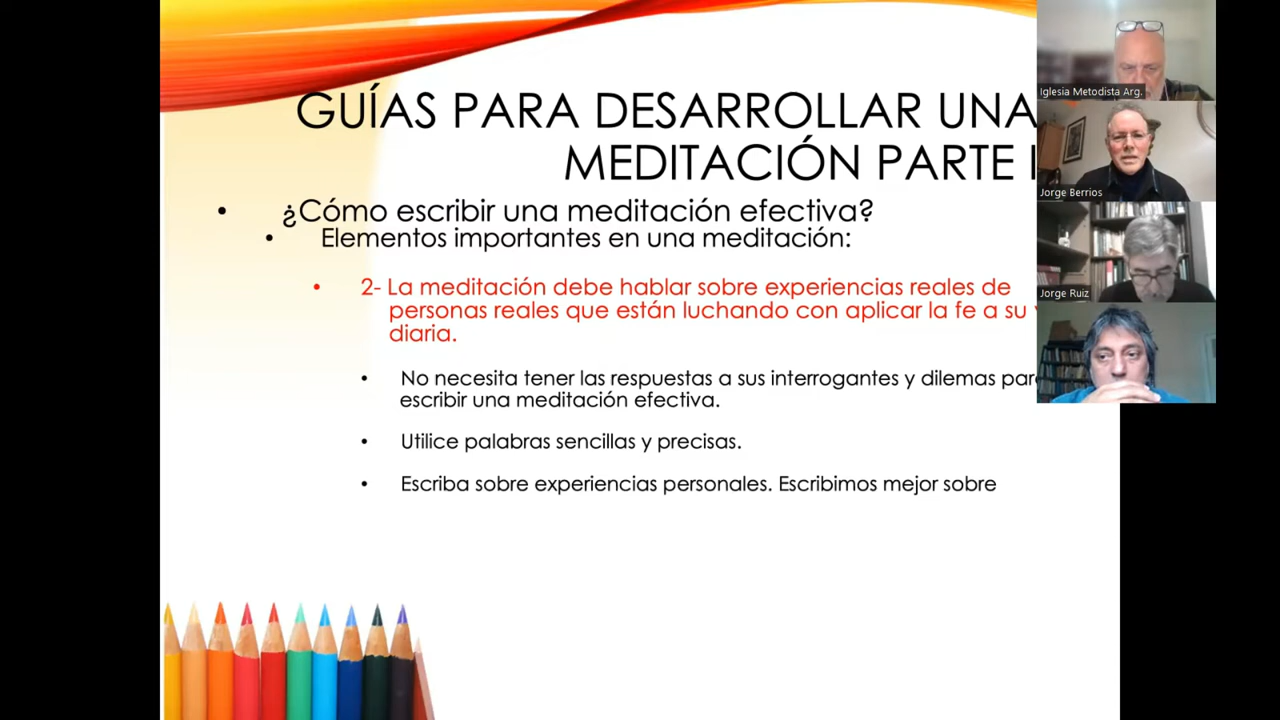 GUÍAS PARA DESARROLLAR UNA
MEDITACIÓN PARTE
• ¿Cómo escribir una meditación efectiva?
• Elementos importantes en una meditación:
• 2- La meditación debe hablar sobre experiencias reales de
personas reales que están luchando con aplicar la fe a su
diaria.
• No necesita tener las respuestas a sus interrogantes y dilemas
escribir una meditación efectiva.
• Utilice palabras sencillas y precisas.
• Escriba sobre experiencias personales. Escribimos mejor sobre
Iglesia Metodista Arg.
Jorge Berrios
Jorge Ruiz